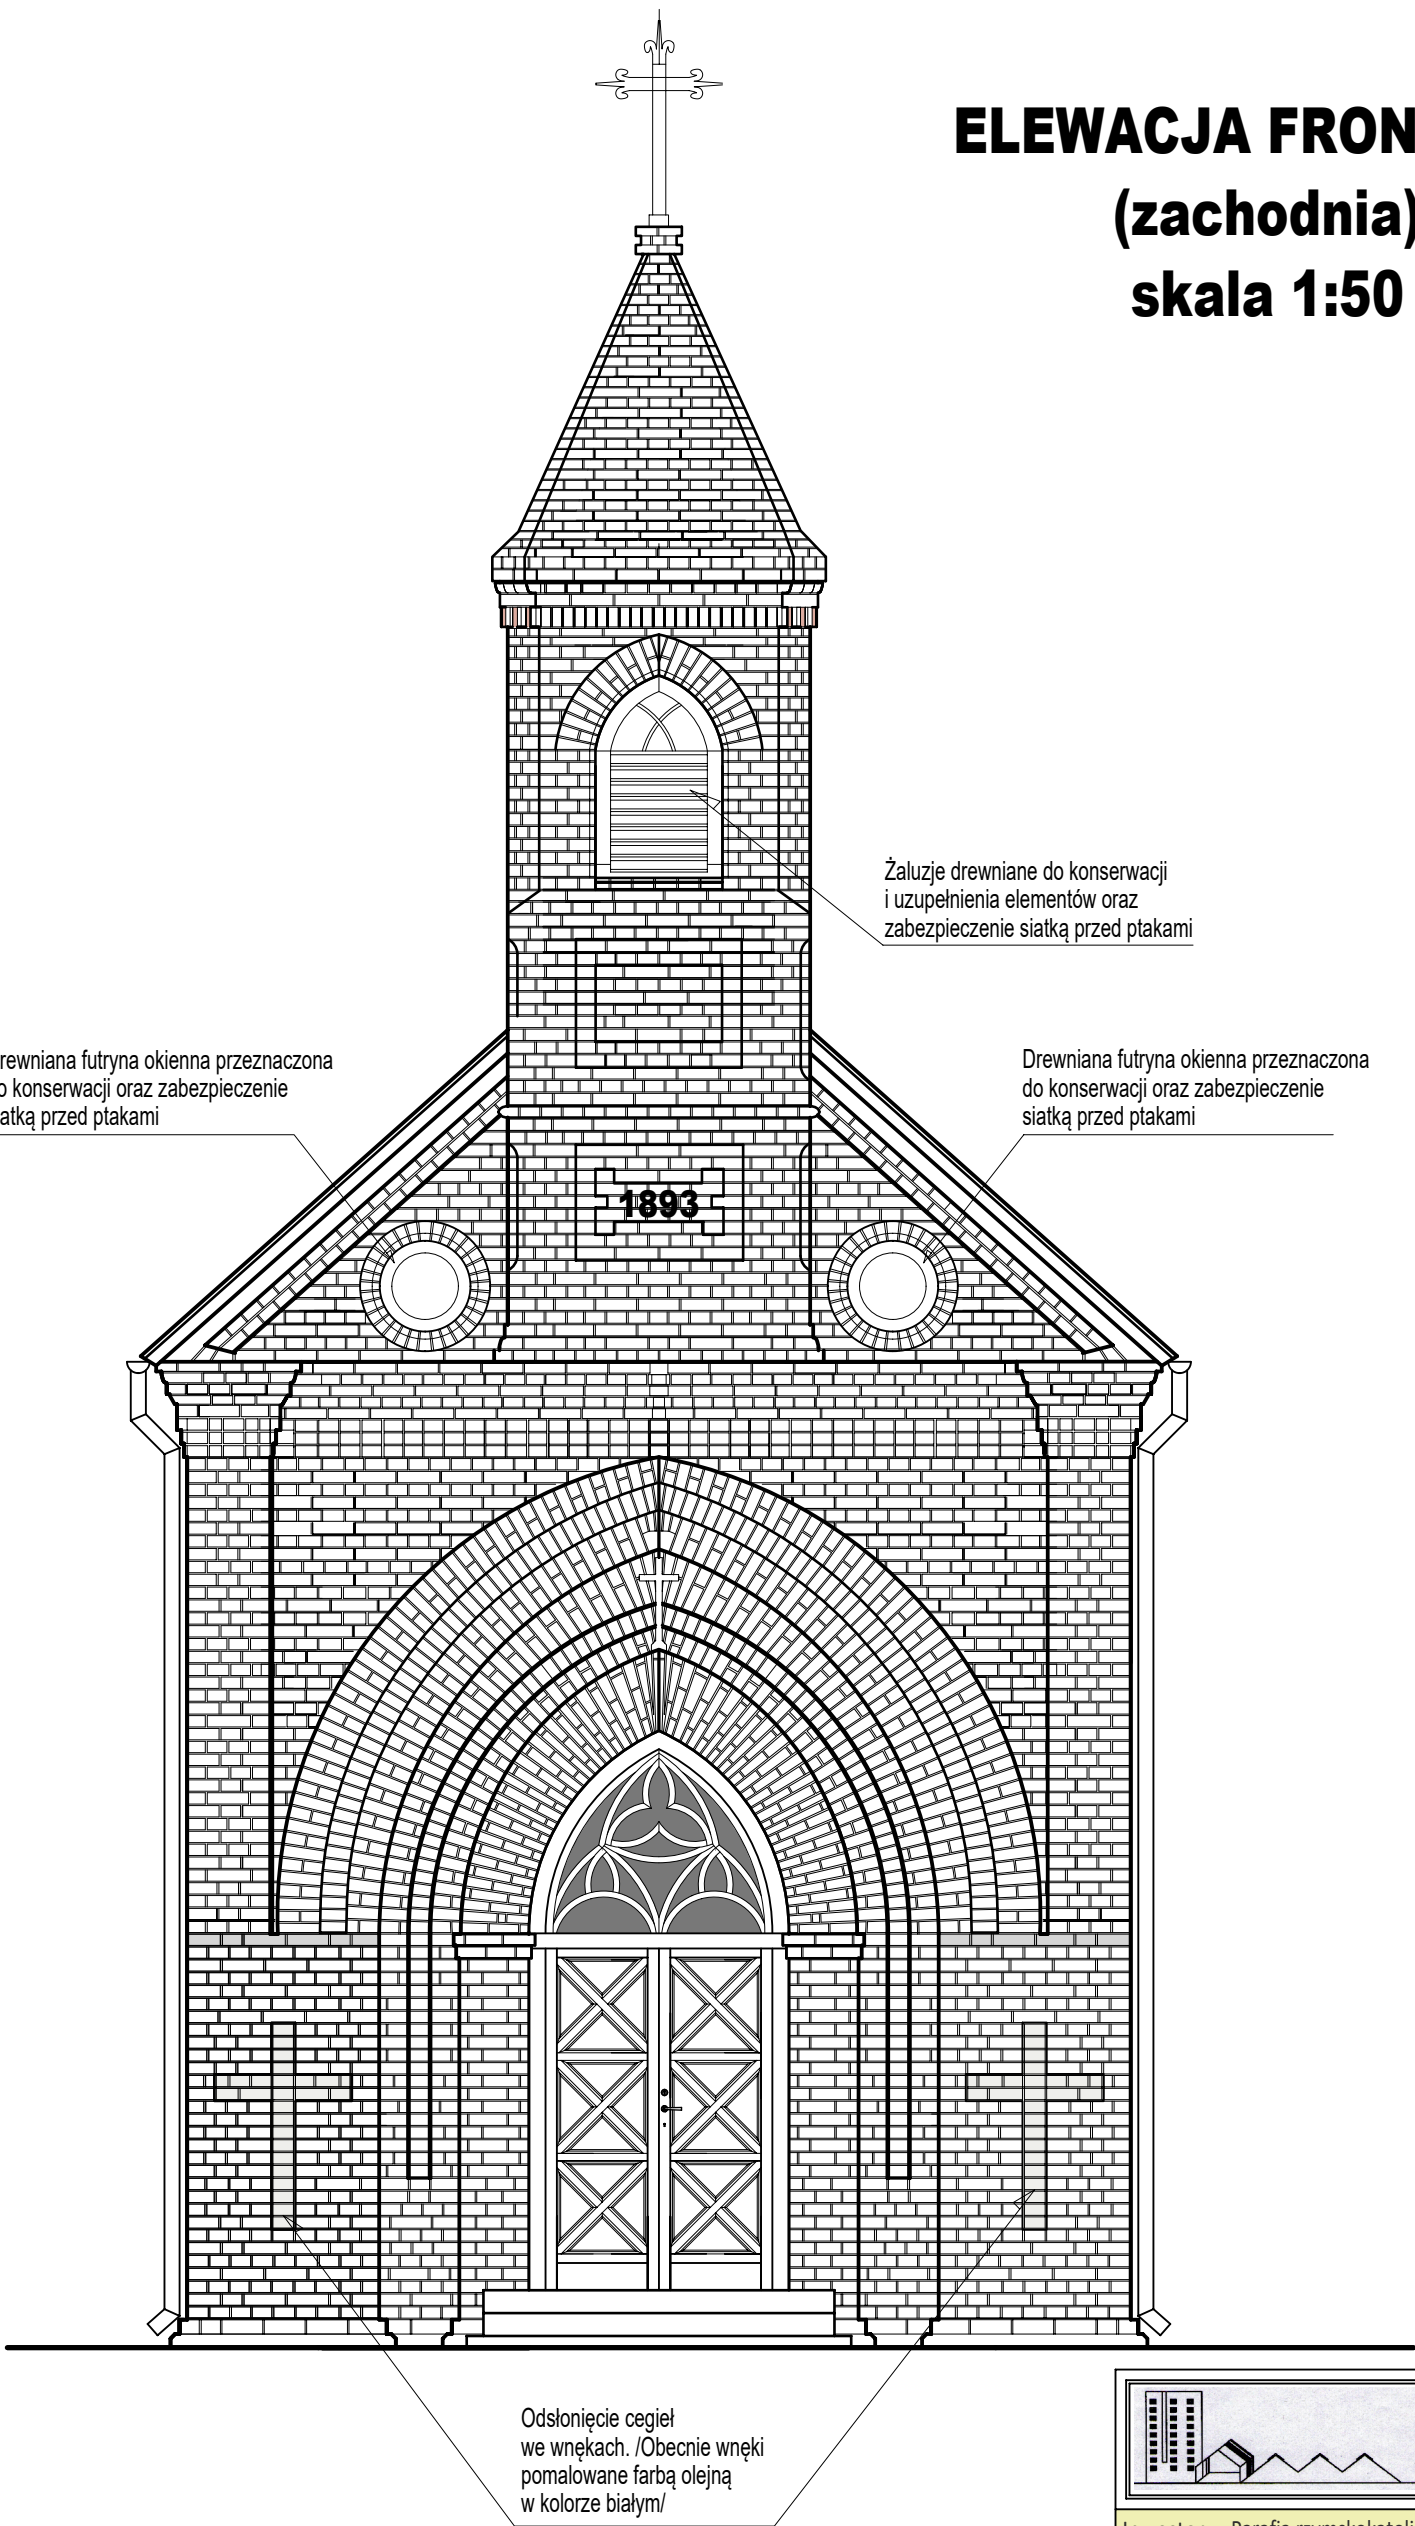 ELEWACJA FRON
(zachodnia)
skala 1:50
Żaluzje drewniane do konserwacji
i uzupełnienia elementów oraz
zabezpieczenie siatką przed ptakami
rewniana futryna okienna przeznaczona
o konserwacji oraz zabezpieczenie
atką przed ptakami
Drewniana futryna okienna przeznaczona
do konserwacji oraz zabezpieczenie
siatką przed ptakami
1893
Odsłonięcie cegieł
we wnękach. /Obecnie wnęki
pomalowane farbą olejną
w kolorze białym/